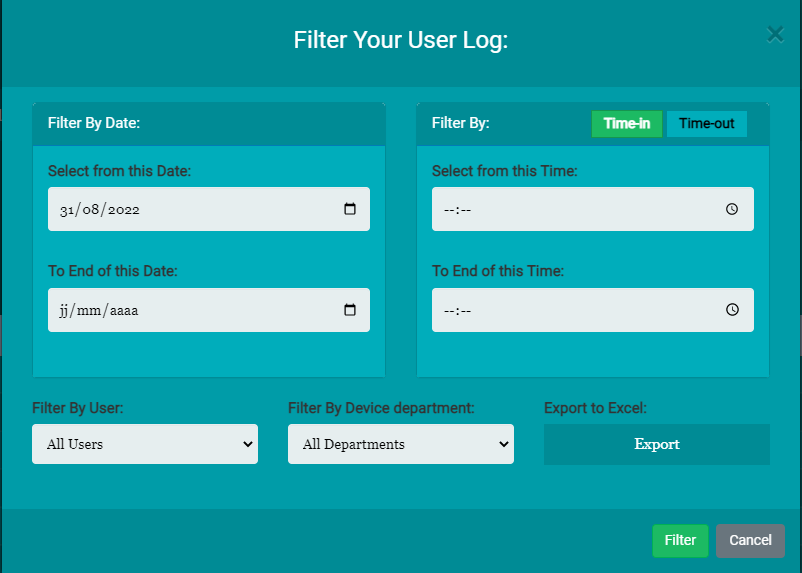 Filter Your User Log:
Filter By Date:
Select from this Date:
31/08/2022
To End of this Date:
jj/mm/aaaa
Filter By: Time-in Time-out
Select from this Time:
--:--
To End of this Time:
--:--
Filter By User:
All Users
Filter By Device department:
All Departments
Export to Excel:
Export
Filter Cancel